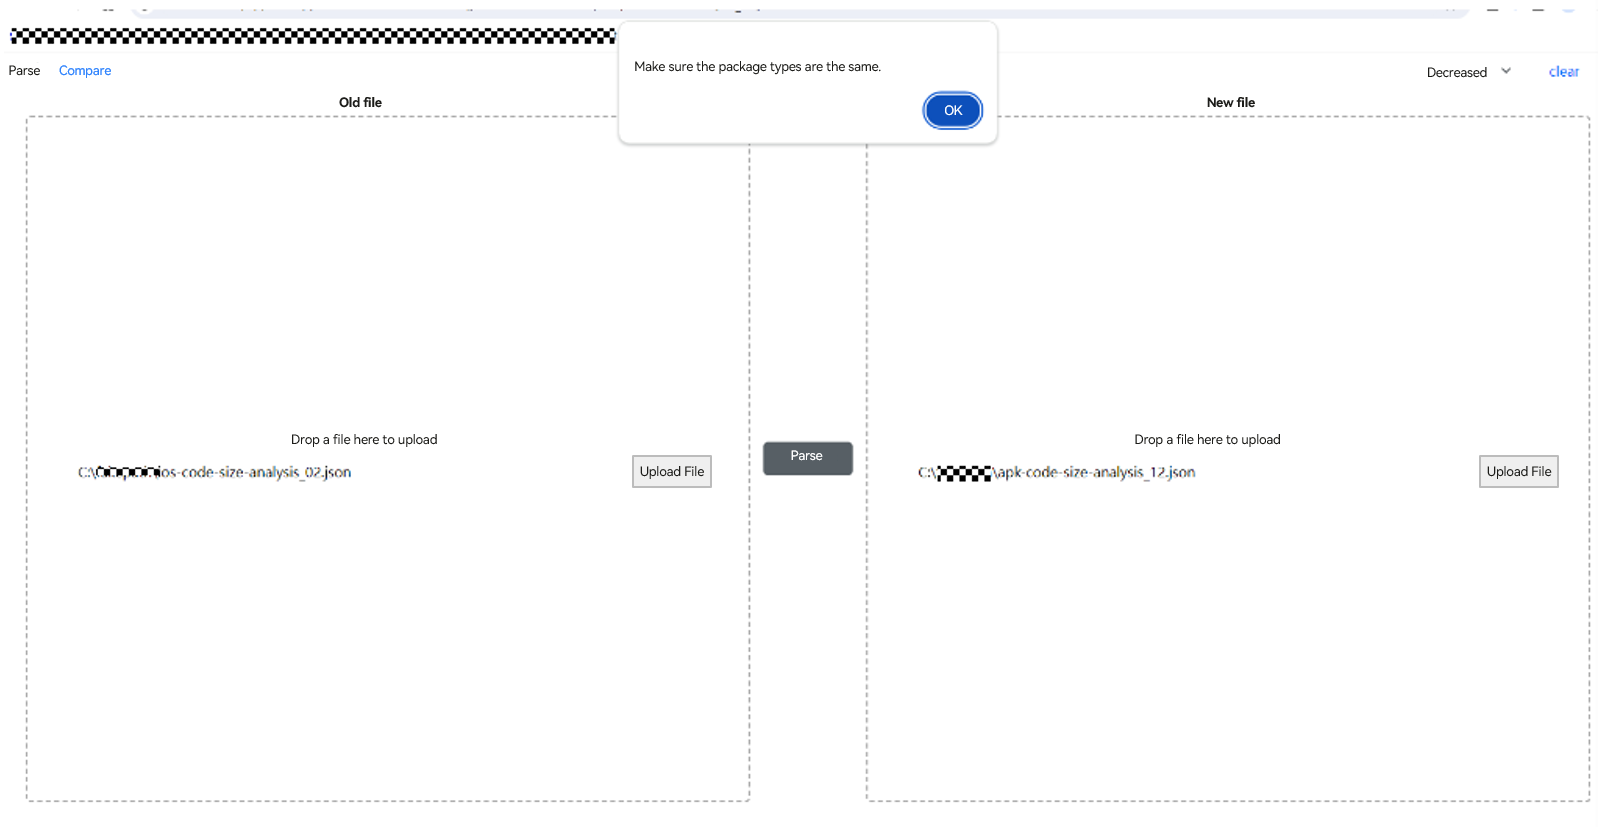 Make sure the package types are the same.
OK
Parse Compare
Decreased clear
Old file
New file
Drop a file here to upload
C:\ ios-code-size-analysis_02.json Upload File
Parse
Drop a file here to upload
C:\ \apk-code-size-analysis_12.json Upload File